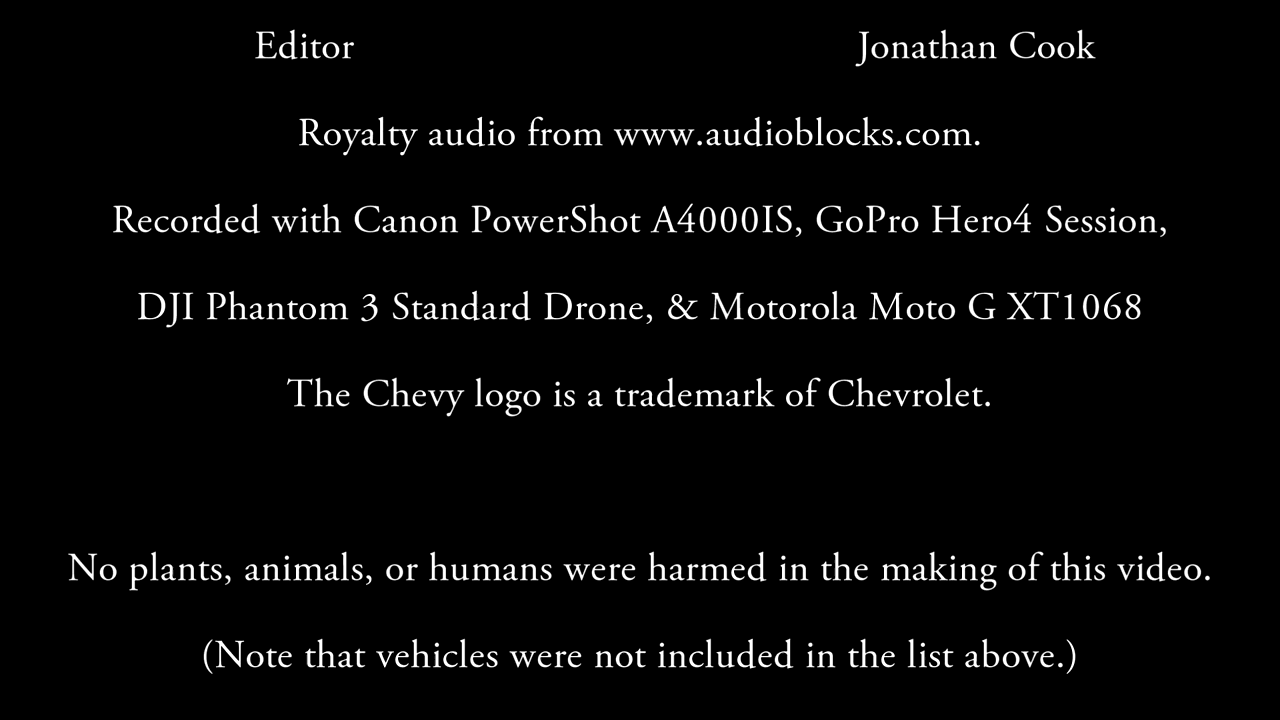 Editor Jonathan Cook
Royalty audio from www.audioblocks.com.
Recorded with Canon PowerShot A4000IS, GoPro Hero4 Session,
DJI Phantom 3 Standard Drone, & Motorola Moto G XT1068
The Chevy logo is a trademark of Chevrolet.
No plants, animals, or humans were harmed in the making of this video.
(Note that vehicles were not included in the list above.)